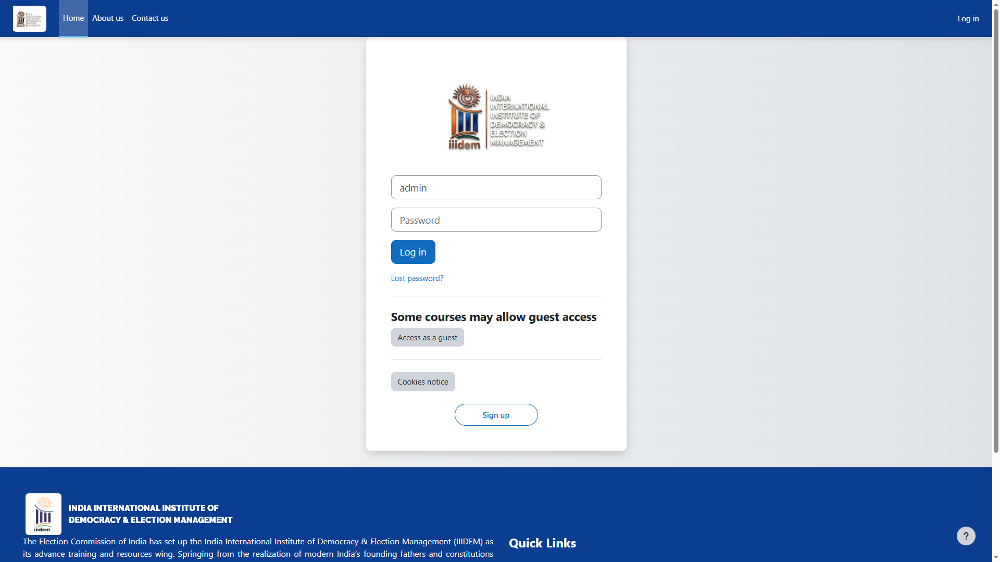 Home
About us
Contact us
Log in
INDIA
INTERNATIONAL
INSTITUTE OF
DEMOCRACY &
ELECTION
MANAGEMENT
iiidem
admin
Password
Log in
Lost password?
Some courses may allow guest access
Access as a guest
Cookies notice
Sign up
iiidem
INDIA INTERNATIONAL INSTITUTE OF
DEMOCRACY & ELECTION MANAGEMENT
The Election Commission of India has set up the India International Institute of Democracy & Election Management (IIIDEM) as
its advance training and resources wing. Springing from the realization of modern India's founding fathers and constitutions
Quick Links
?